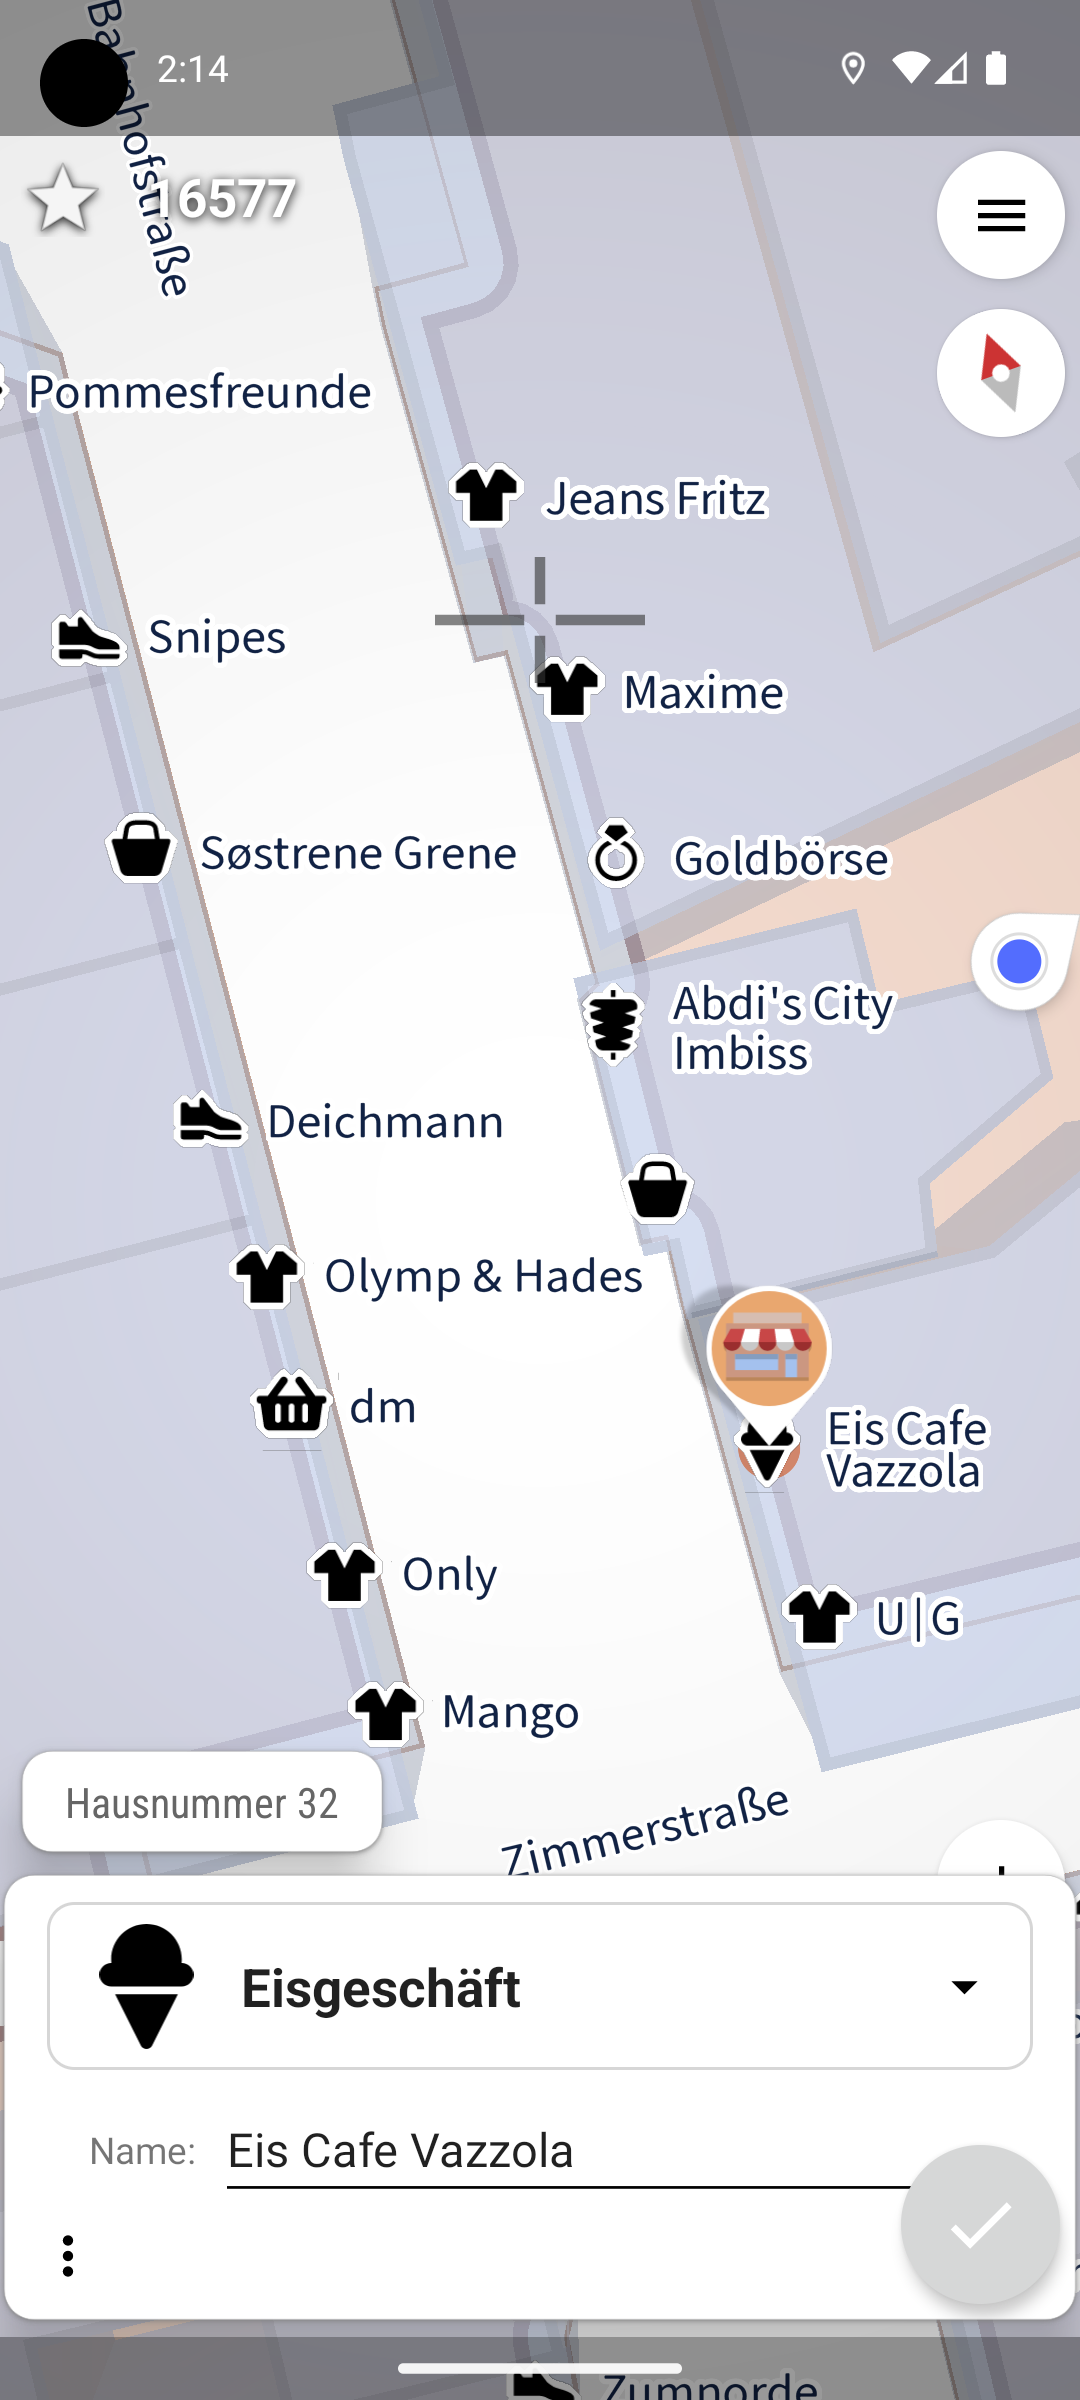 2:14
Bahnhofstraße
16577
Pommesfreunde
Jeans Fritz
Snipes
Maxime
Søstrene Grene
Goldbörse
Abdi's City
Imbiss
Deichmann
Olymp & Hades
dm
Eis Cafe
Vazzola
Only
U|G
Mango
Hausnummer 32
Zimmerstraße
Eisgeschäft
Name: Eis Cafe Vazzola
Zumnorde